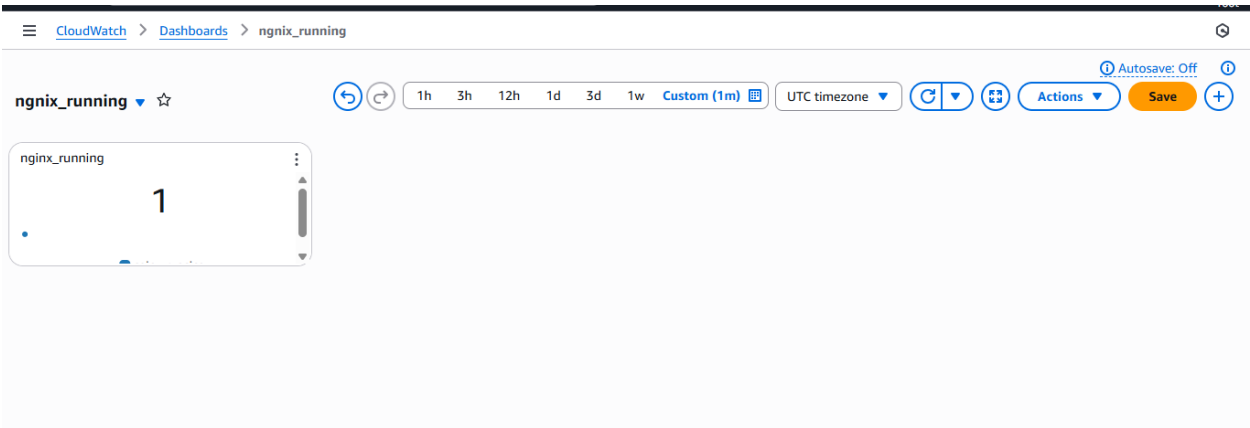 CloudWatch > Dashboards > ngnix_running
Autosave: Off
ngnix_running
1h 3h 12h 1d 3d 1w Custom (1m) UTC timezone Actions Save
nginx_running
1